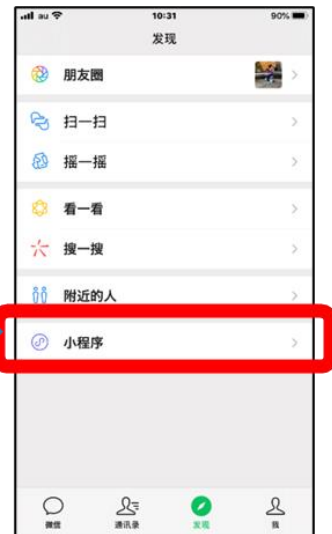 au 10:31 90%
发现
朋友圈
扫一扫
摇一摇
看一看
搜一搜
附近的人
小程序
微信 通讯录 发现 我